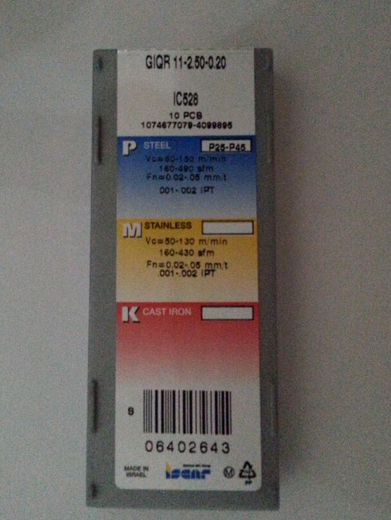 GIQR 11-2.50-0.20
IC528
10 PCS
1074677079-4099895
P STEEL P25-P45
Vc=50-150 m/min
160-490 sfm
Fn=0.02-.05 mm/t
.001-.002 IPT
M STAINLESS
Vc=50-130 m/min
160-430 sfm
Fn=0.02-.05 mm/t
.001-.002 IPT
K CAST IRON
06402643
MADE IN
ISRAEL
iscar